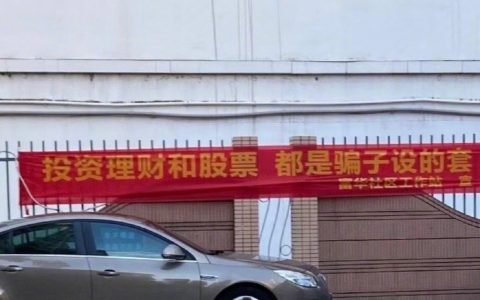 投资理财和股票 都是骗子设的套
富华社区工作站 宣